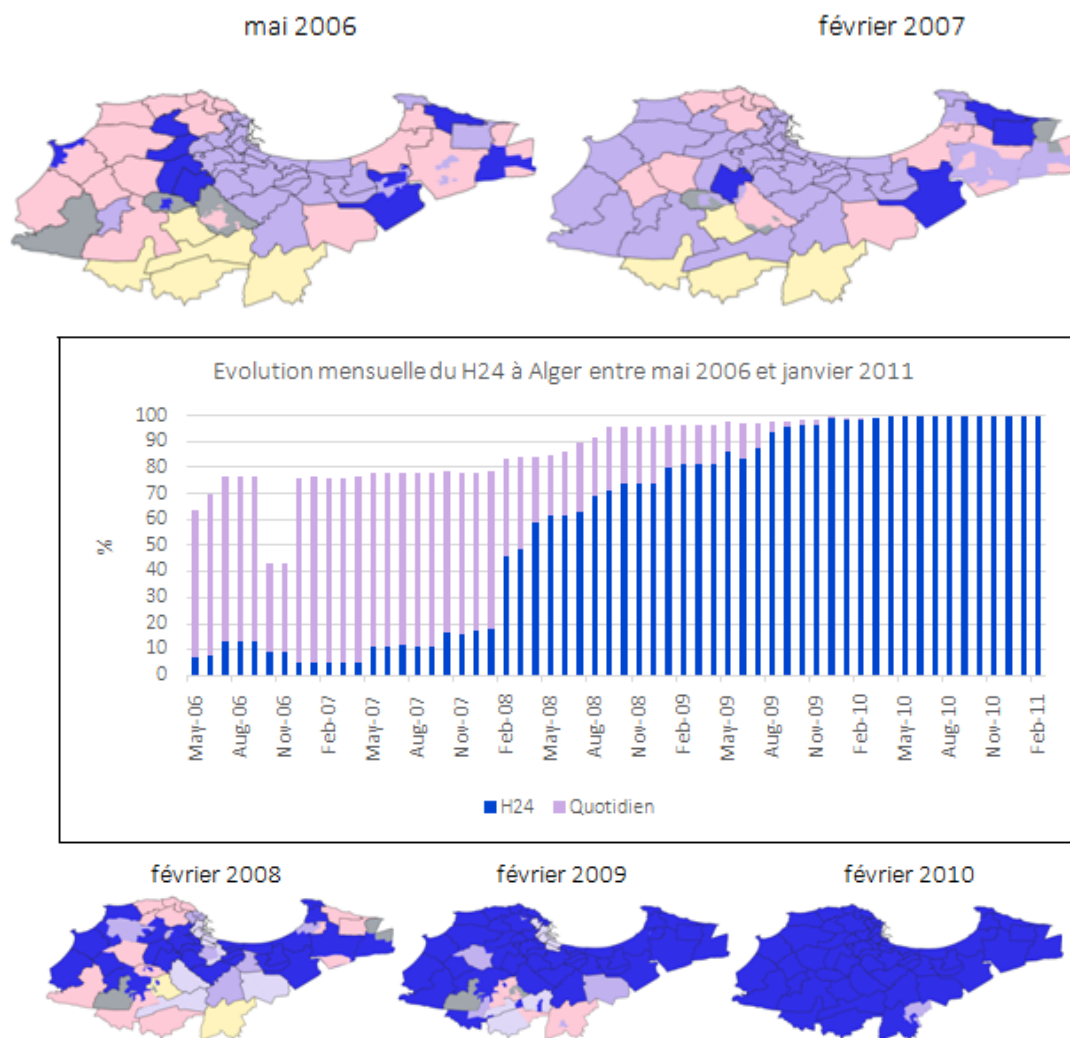 mai 2006
février 2007
Evolution mensuelle du H24 à Alger entre mai 2006 et janvier 2011
100
90
80
70
60
50
40
30
20
10
0
%
May-06
Aug-06
Nov-06
Feb-07
May-07
Aug-07
Nov-07
Feb-08
May-08
Aug-08
Nov-08
Feb-09
May-09
Aug-09
Nov-09
Feb-10
May-10
Aug-10
Nov-10
Feb-11
H24 Quotidien
février 2008
février 2009
février 2010